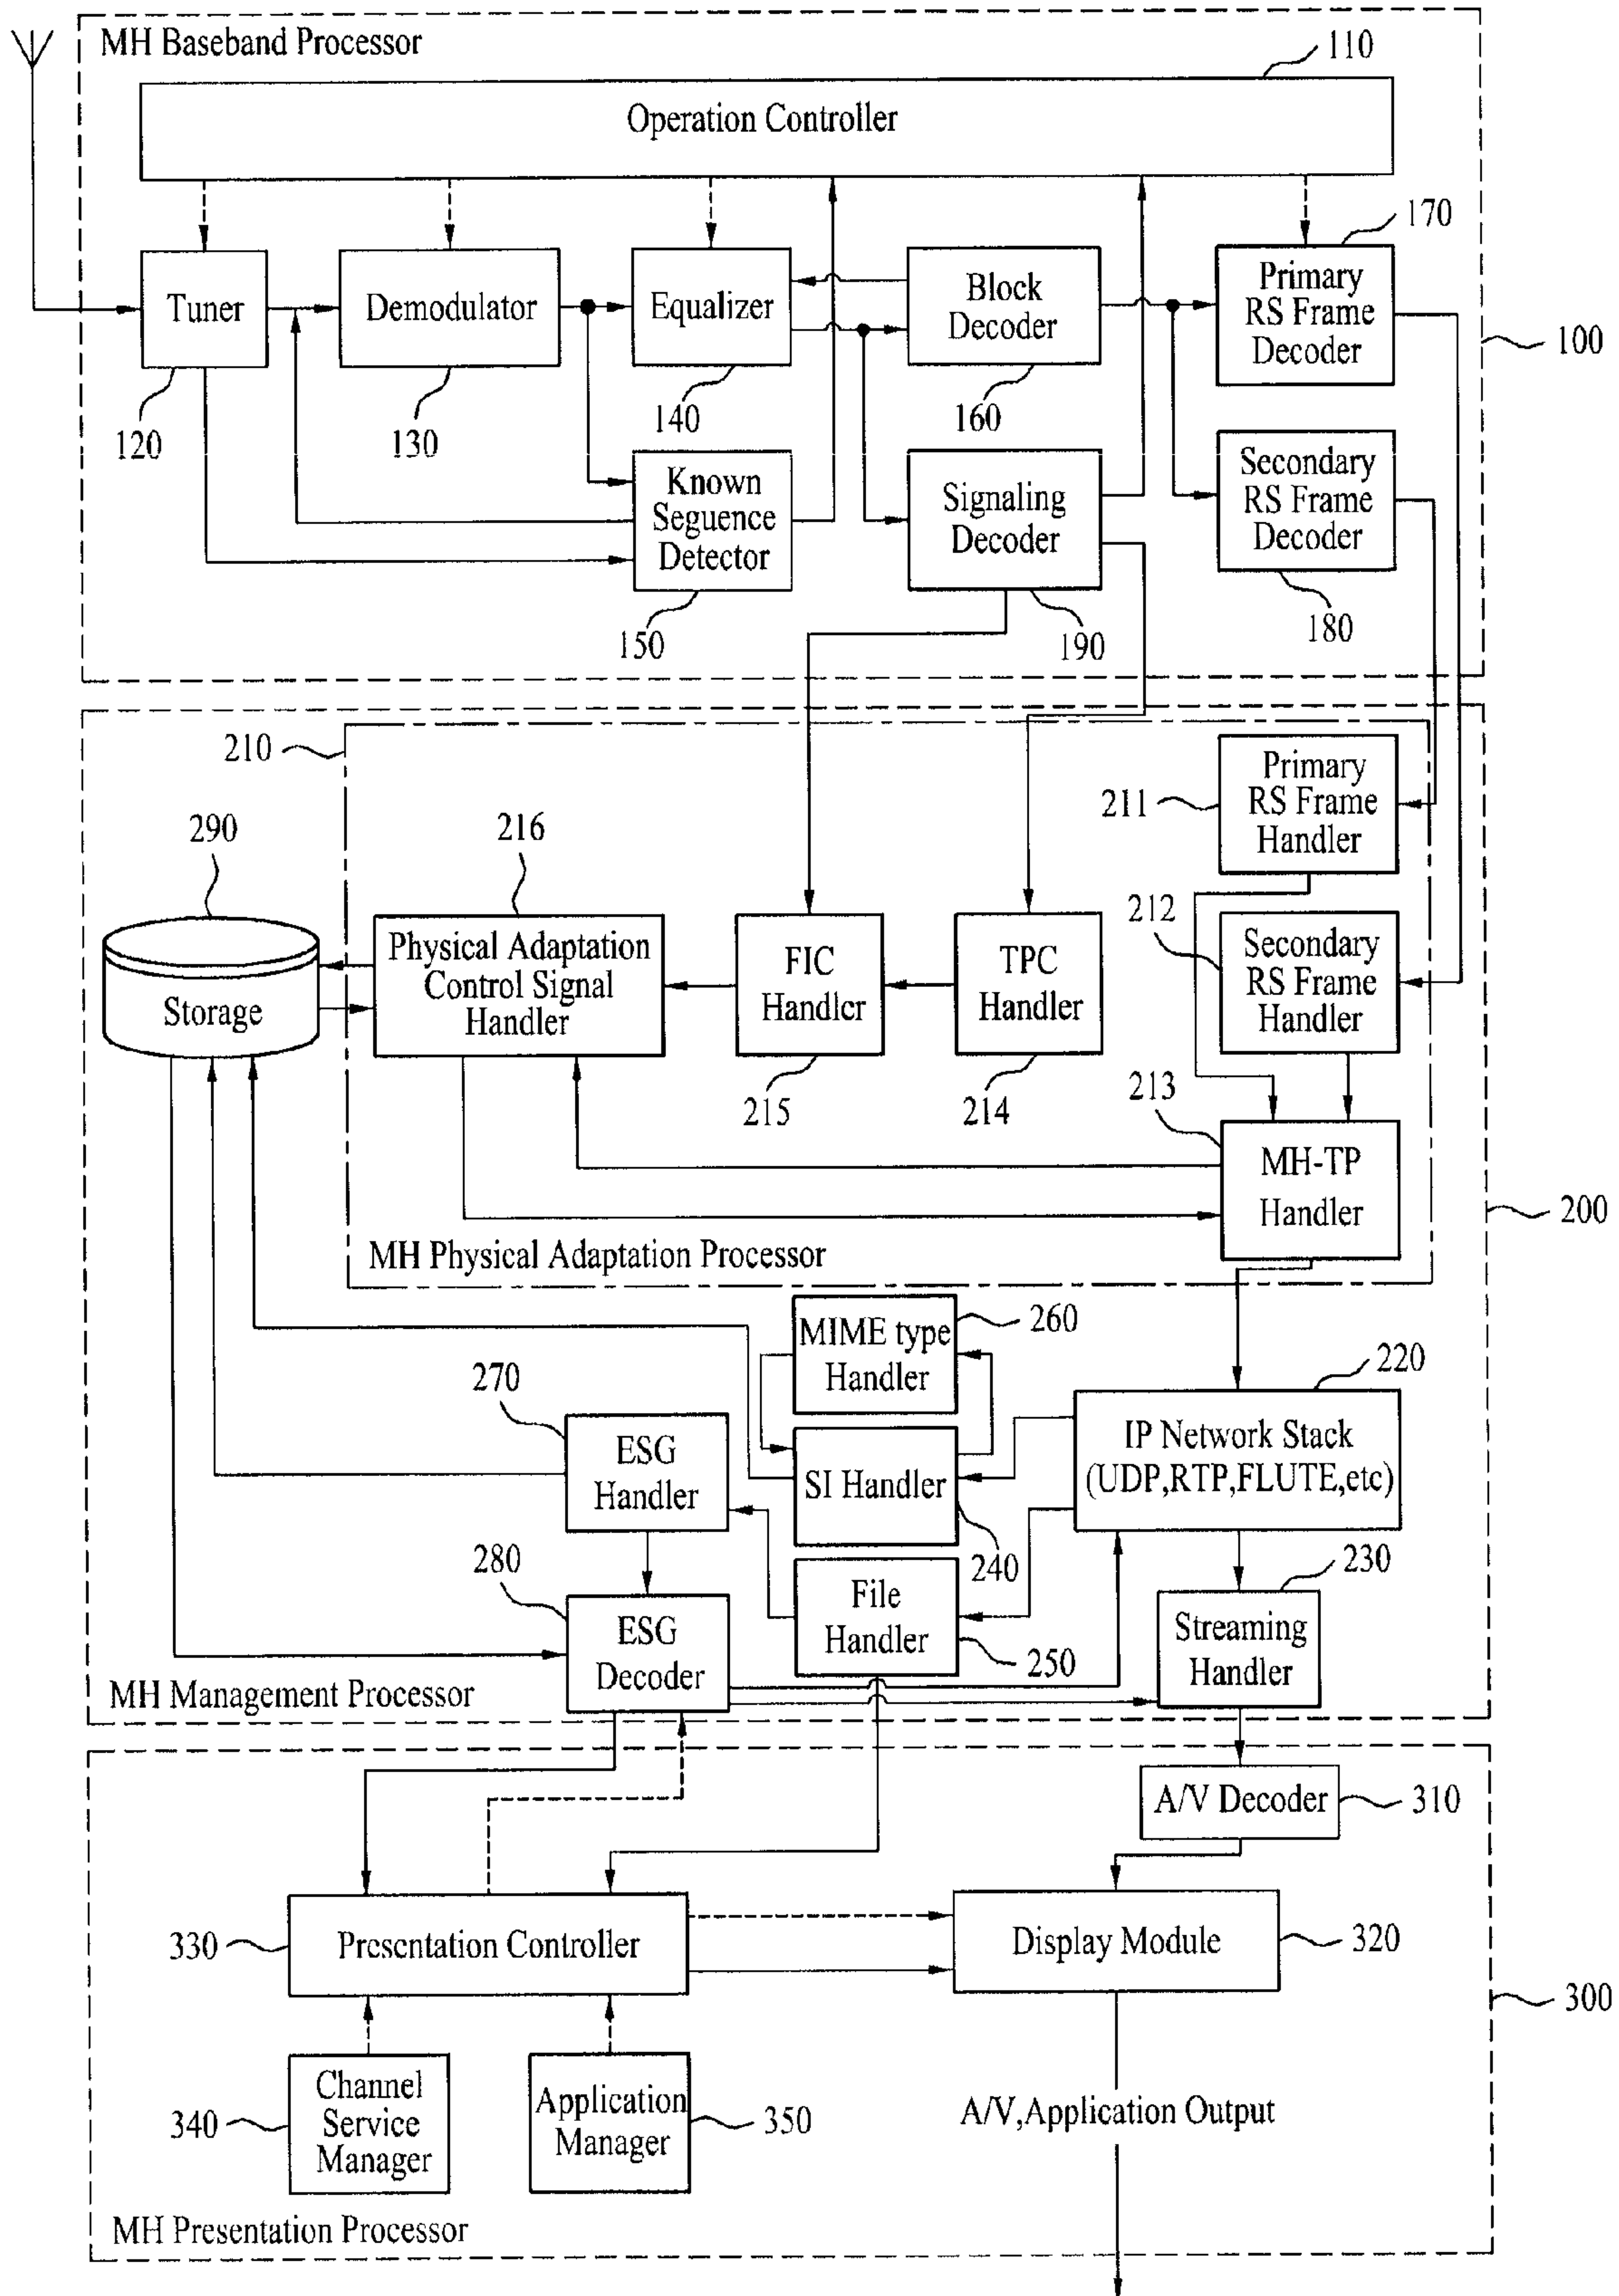 MH Baseband Processor
110
Operation Controller
170
Tuner
Demodulator
Equalizer
Block
Decoder
Primary
RS Frame
Decoder
100
120
130
140
160
Known
Seguence
Detector
Signaling
Decoder
Secondary
RS Frame
Decoder
150
190
180
210
Primary
RS Frame
Handler
211
290
216
212
Storage
Physical Adaptation
Control Signal
Handler
FIC
Handler
TPC
Handler
Secondary
RS Frame
Handler
215
214
213
MH-TP
Handler
200
MH Physical Adaptation Processor
MIME type
Handler
260
270
220
ESG
Handler
SI Handler
IP Network Stack
(UDP,RTP,FLUTE,etc)
240
280
230
ESG
Decoder
File
Handler
250
Streaming
Handler
MH Management Processor
A/V Decoder
310
330
Presentation Controller
Display Module
320
300
340
Channel
Service
Manager
Application
Manager
350
A/V,Application Output
MH Presentation Processor